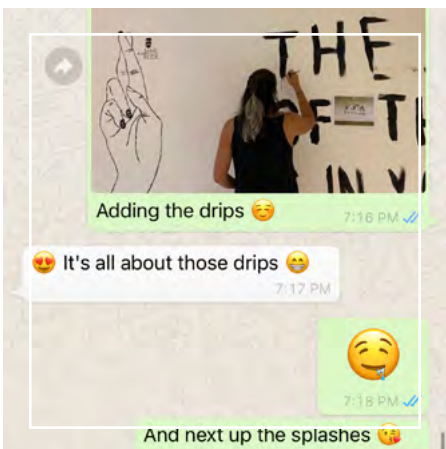 THE
OF T
IN Y
Adding the drips ☺️
7:16 PM
😍 It's all about those drips 😁
7:17 PM
🤤
7:18 PM
And next up the splashes 😘